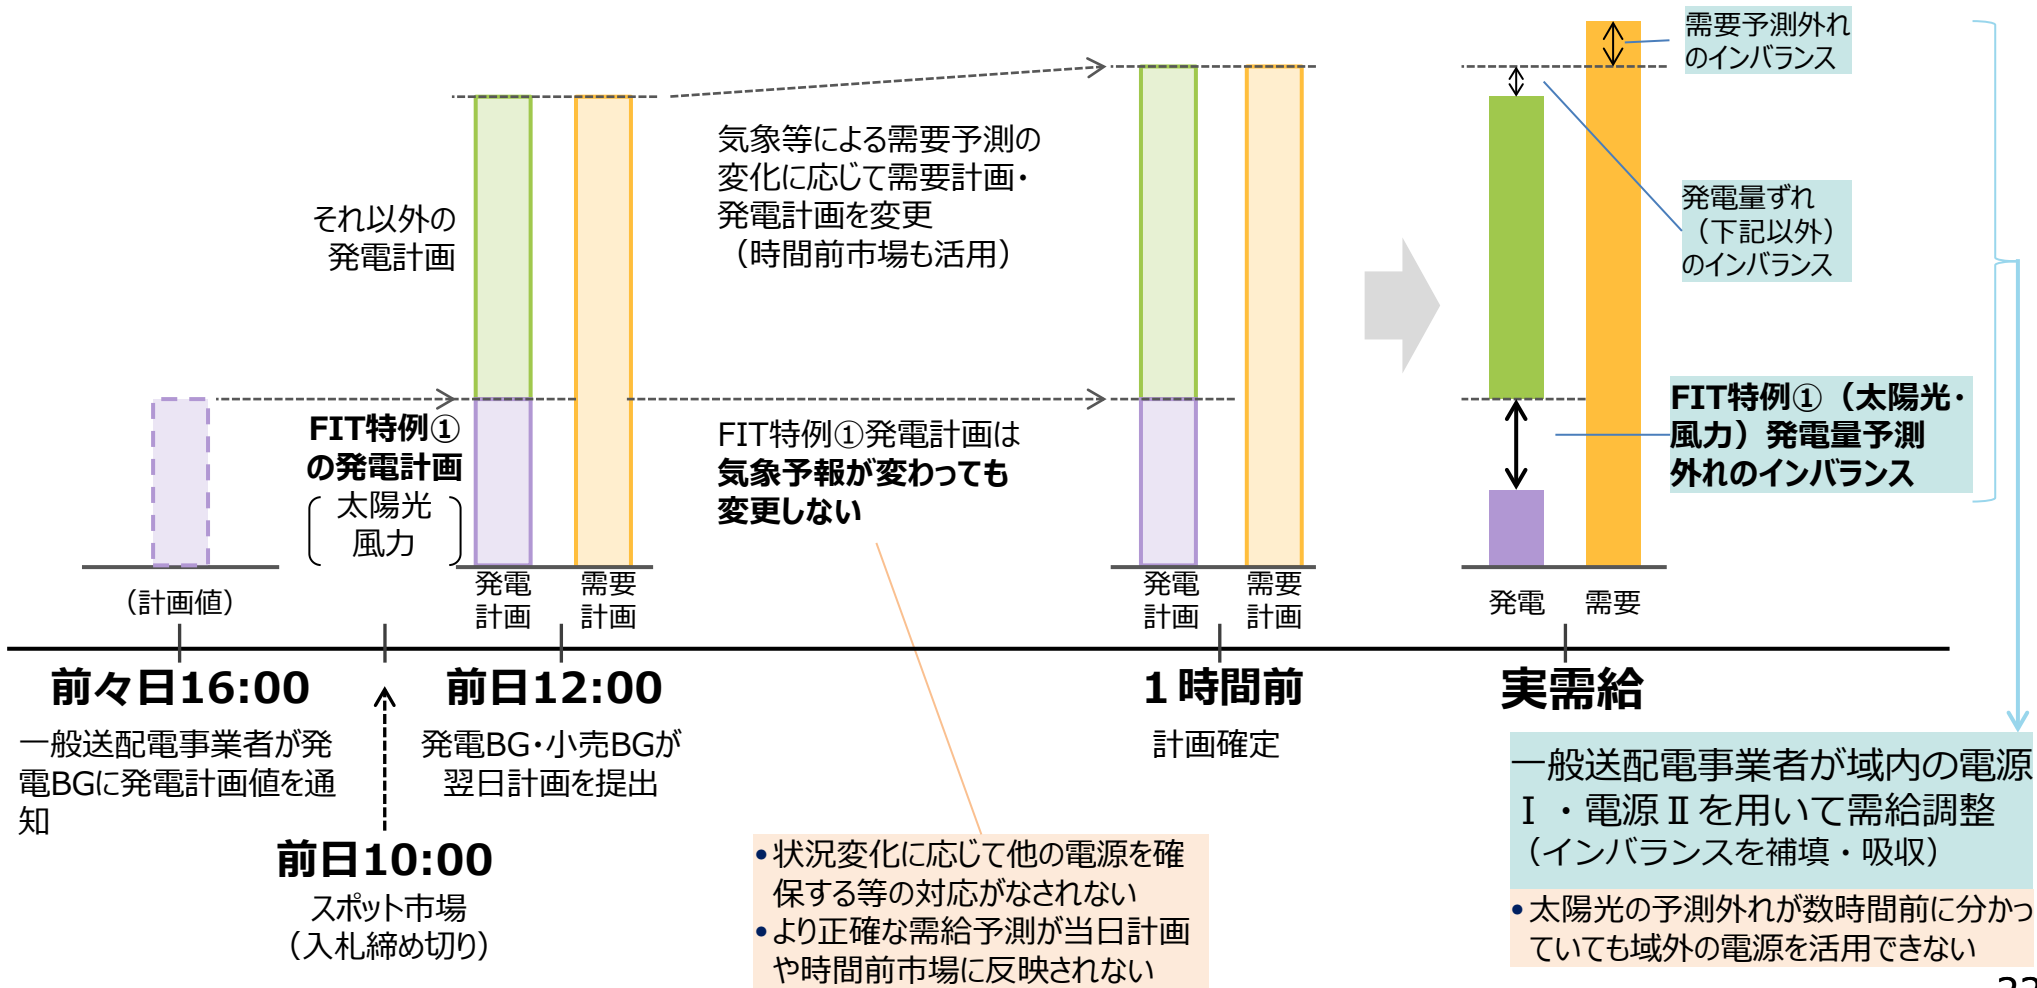 需要予測外れ
のインバランス
気象等による需要予測の
変化に応じて需要計画・
発電計画を変更
（時間前市場も活用）
それ以外の
発電計画
発電量ずれ
（下記以外）
のインバランス
FIT特例①
の発電計画
太陽光
風力
FIT特例①発電計画は
気象予報が変わっても
変更しない
FIT特例①（太陽光・
風力）発電量予測
外れのインバランス
（計画値）
発電
計画
需要
計画
発電
計画
需要
計画
発電
需要
前々日16:00
一般送配電事業者が発
電BGに発電計画値を通
知
前日12:00
発電BG・小売BGが
翌日計画を提出
１時間前
計画確定
実需給
前日10:00
スポット市場
（入札締め切り）
•状況変化に応じて他の電源を確
保する等の対応がなされない
•より正確な需給予測が当日計画
や時間前市場に反映されない
一般送配電事業者が域内の電源
Ⅰ・電源Ⅱを用いて需給調整
（インバランスを補填・吸収）
•太陽光の予測外れが数時間前に分かっ
ていても域外の電源を活用できない